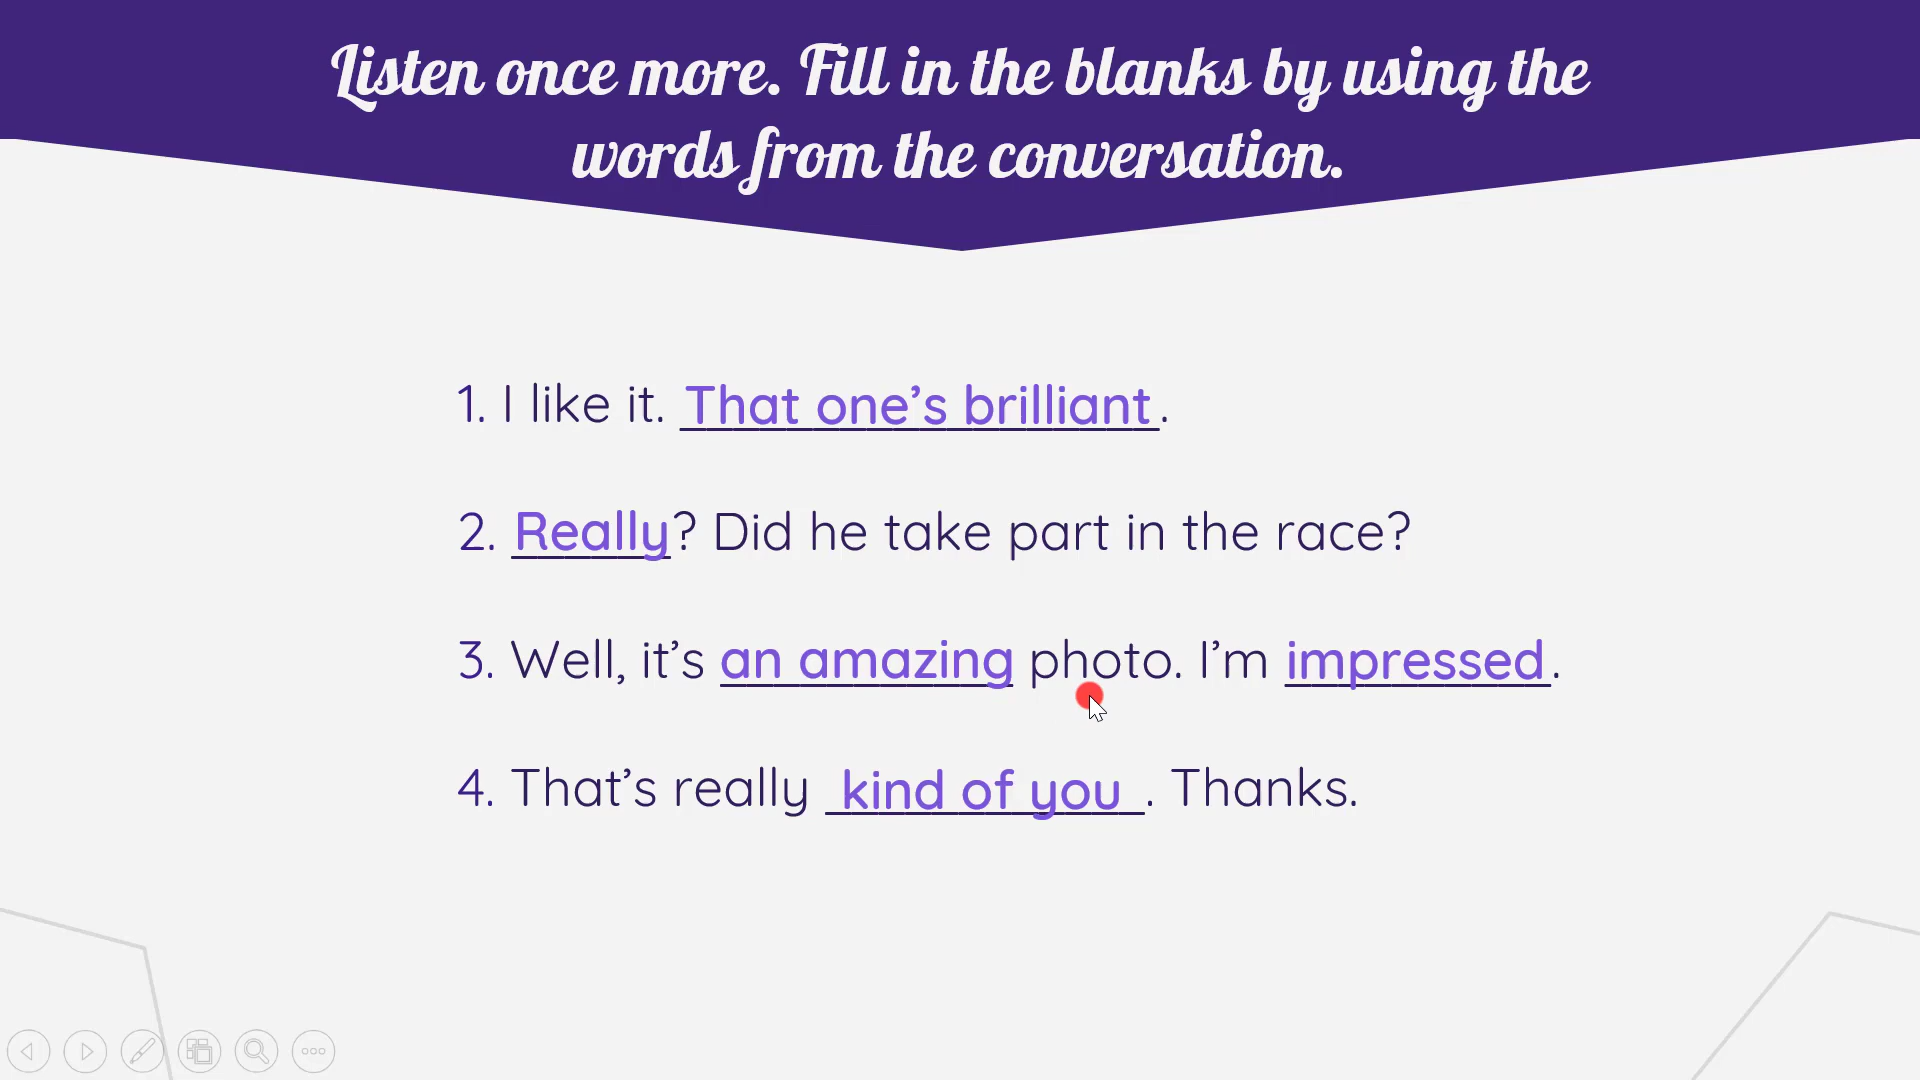 Listen once more. Fill in the blanks by using the
words from the conversation.
1. I like it. That one’s brilliant.
2. Really? Did he take part in the race?
3. Well, it’s an amazing photo. I’m impressed.
4. That’s really kind of you. Thanks.